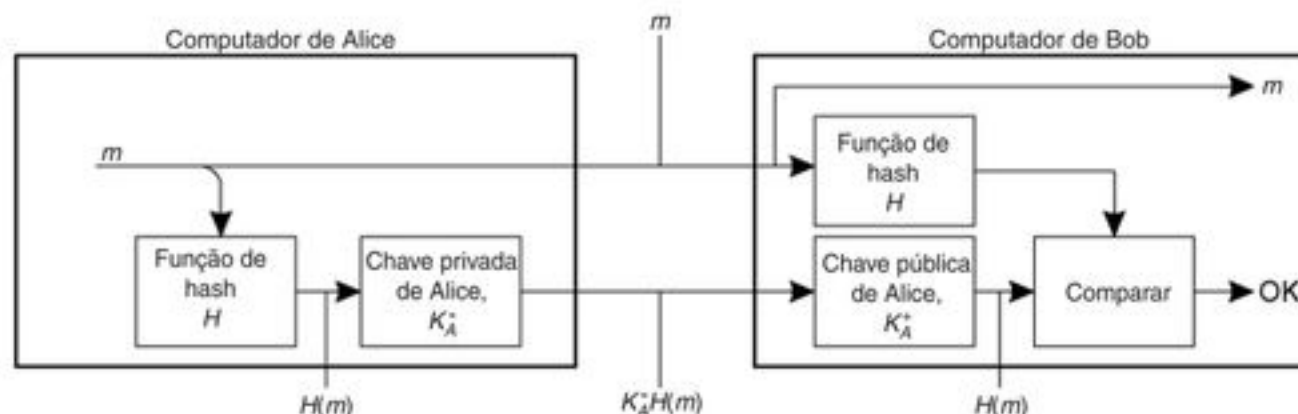 m
Computador de Alice
Computador de Bob
m
m
Função de
hash
H
Função de
hash
H
Chave privada
de Alice,
Chave pública
de Alice,
K_A^+
Comparar
OK
H(m)
H(m)